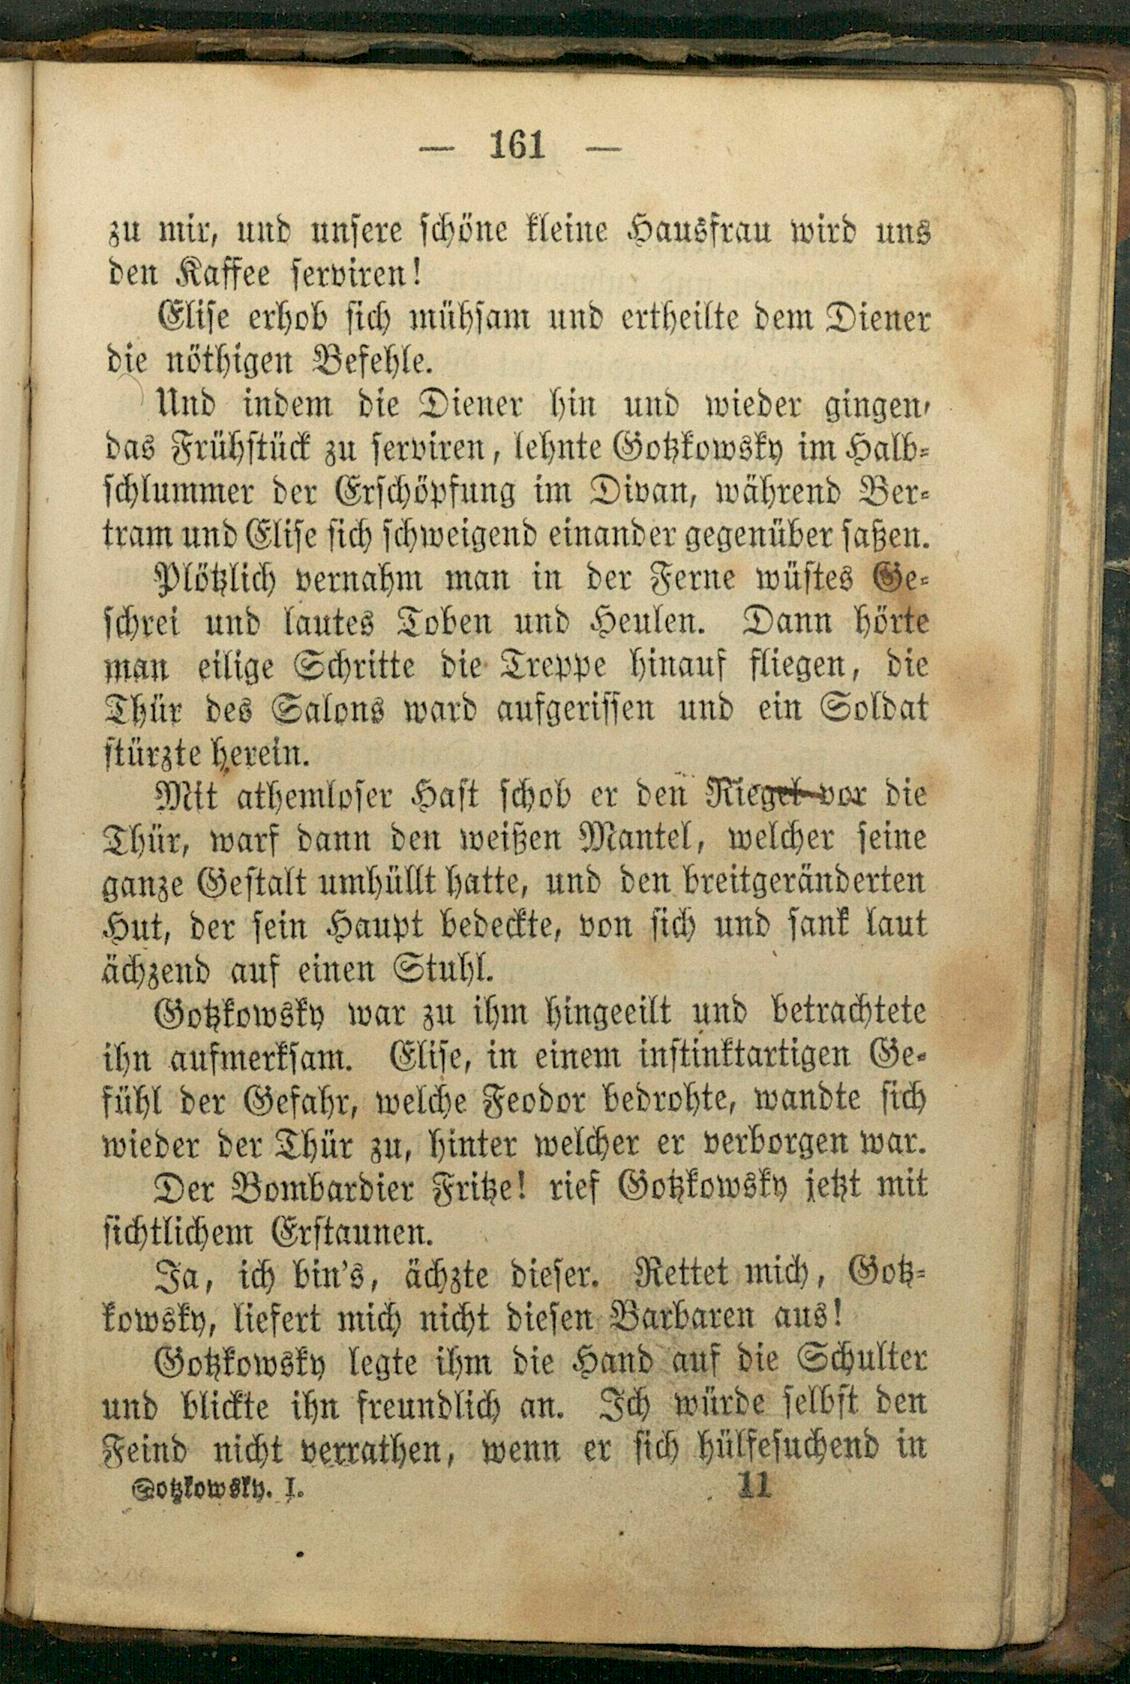 — 161 —
zu mir, und unsere schöne kleine Hausfrau wird uns
den Kaffee serviren!
Elise erhob sich mühsam und ertheilte dem Diener
die nöthigen Befehle.
Und indem die Diener hin und wieder gingen,
das Frühstück zu serviren, lehnte Gotzkowsky im Halb-
schlummer der Erschöpfung im Divan, während Ber-
tram und Elise sich schweigend einander gegenüber saßen.
Plötzlich vernahm man in der Ferne wüstes Ge-
schrei und lautes Toben und Heulen. Dann hörte
man eilige Schritte die Treppe hinauf fliegen, die
Thür des Salons ward aufgerissen und ein Soldat
stürzte herein.
Mit athemloser Hast schob er den Riegel vor die
Thür, warf dann den weißen Mantel, welcher seine
ganze Gestalt umhüllt hatte, und den breitgeränderten
Hut, der sein Haupt bedeckte, von sich und sank laut
ächzend auf einen Stuhl.
Gotzkowsky war zu ihm hingeeilt und betrachtete
ihn aufmerksam. Elise, in einem instinktartigen Ge-
fühl der Gefahr, welche Feodor bedrohte, wandte sich
wieder der Thür zu, hinter welcher er verborgen war.
Der Bombardier Fritze! rief Gotzkowsky jetzt mit
sichtlichem Erstaunen.
Ja, ich bin's, ächzte dieser. Rettet mich, Gotz-
kowsky, liefert mich nicht diesen Barbaren aus!
Gotzkowsky legte ihm die Hand auf die Schulter
und blickte ihn freundlich an. Ich würde selbst den
Feind nicht verrathen, wenn er sich hülfesuchend in
Gotzkowsky. I. 11